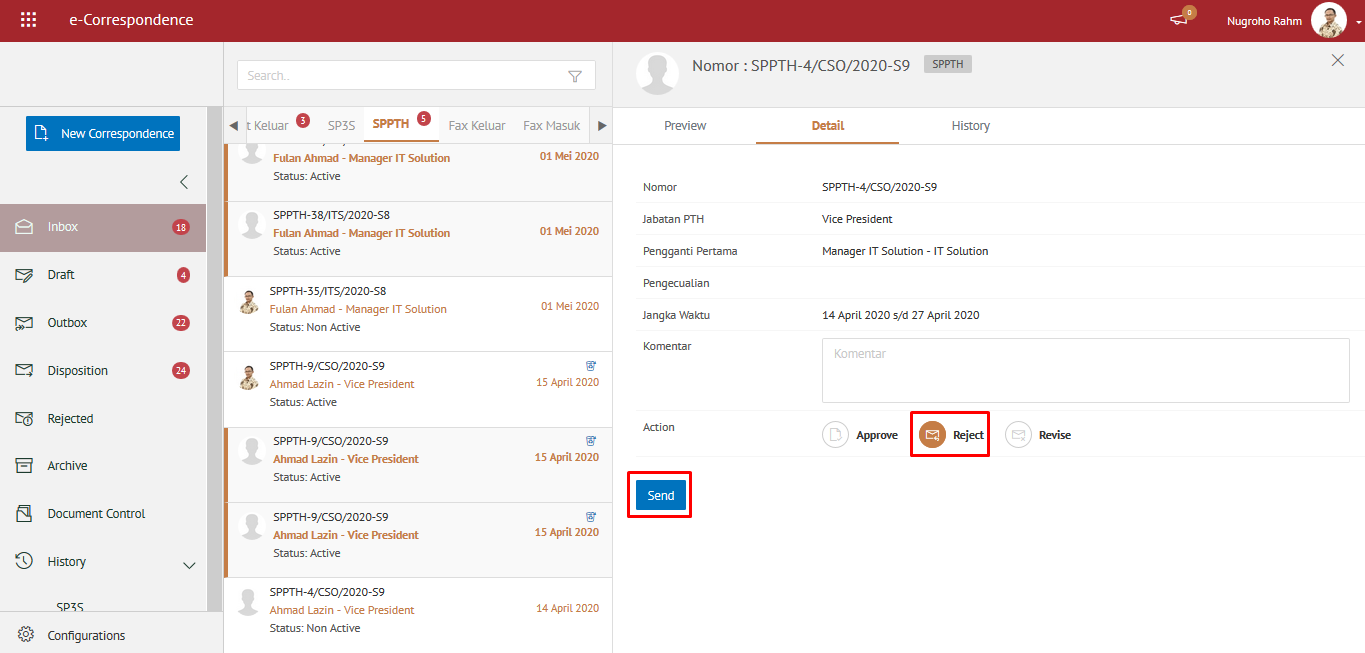 e-Correspondence
0
Nugroho Rahm
New Correspondence
Inbox 18
Draft 4
Outbox 22
Disposition 24
Rejected
Archive
Document Control
History
SP3S
Configurations
Search..
t Keluar 3 SP3S SPPTH 5 Fax Keluar Fax Masuk
Fulan Ahmad - Manager IT Solution 01 Mei 2020
Status: Active
SPPTH-38/ITS/2020-S8
Fulan Ahmad - Manager IT Solution 01 Mei 2020
Status: Active
SPPTH-35/ITS/2020-S8
Fulan Ahmad - Manager IT Solution 01 Mei 2020
Status: Non Active
SPPTH-9/CSO/2020-S9
Ahmad Lazin - Vice President 15 April 2020
Status: Active
SPPTH-9/CSO/2020-S9
Ahmad Lazin - Vice President 15 April 2020
Status: Active
SPPTH-9/CSO/2020-S9
Ahmad Lazin - Vice President 15 April 2020
Status: Active
SPPTH-4/CSO/2020-S9
Ahmad Lazin - Vice President 14 April 2020
Status: Non Active
Nomor : SPPTH-4/CSO/2020-S9 SPPTH
Preview Detail History
Nomor SPPTH-4/CSO/2020-S9
Jabatan PTH Vice President
Pengganti Pertama Manager IT Solution - IT Solution
Pengecualian
Jangka Waktu 14 April 2020 s/d 27 April 2020
Komentar Komentar
Action Approve Reject Revise
Send